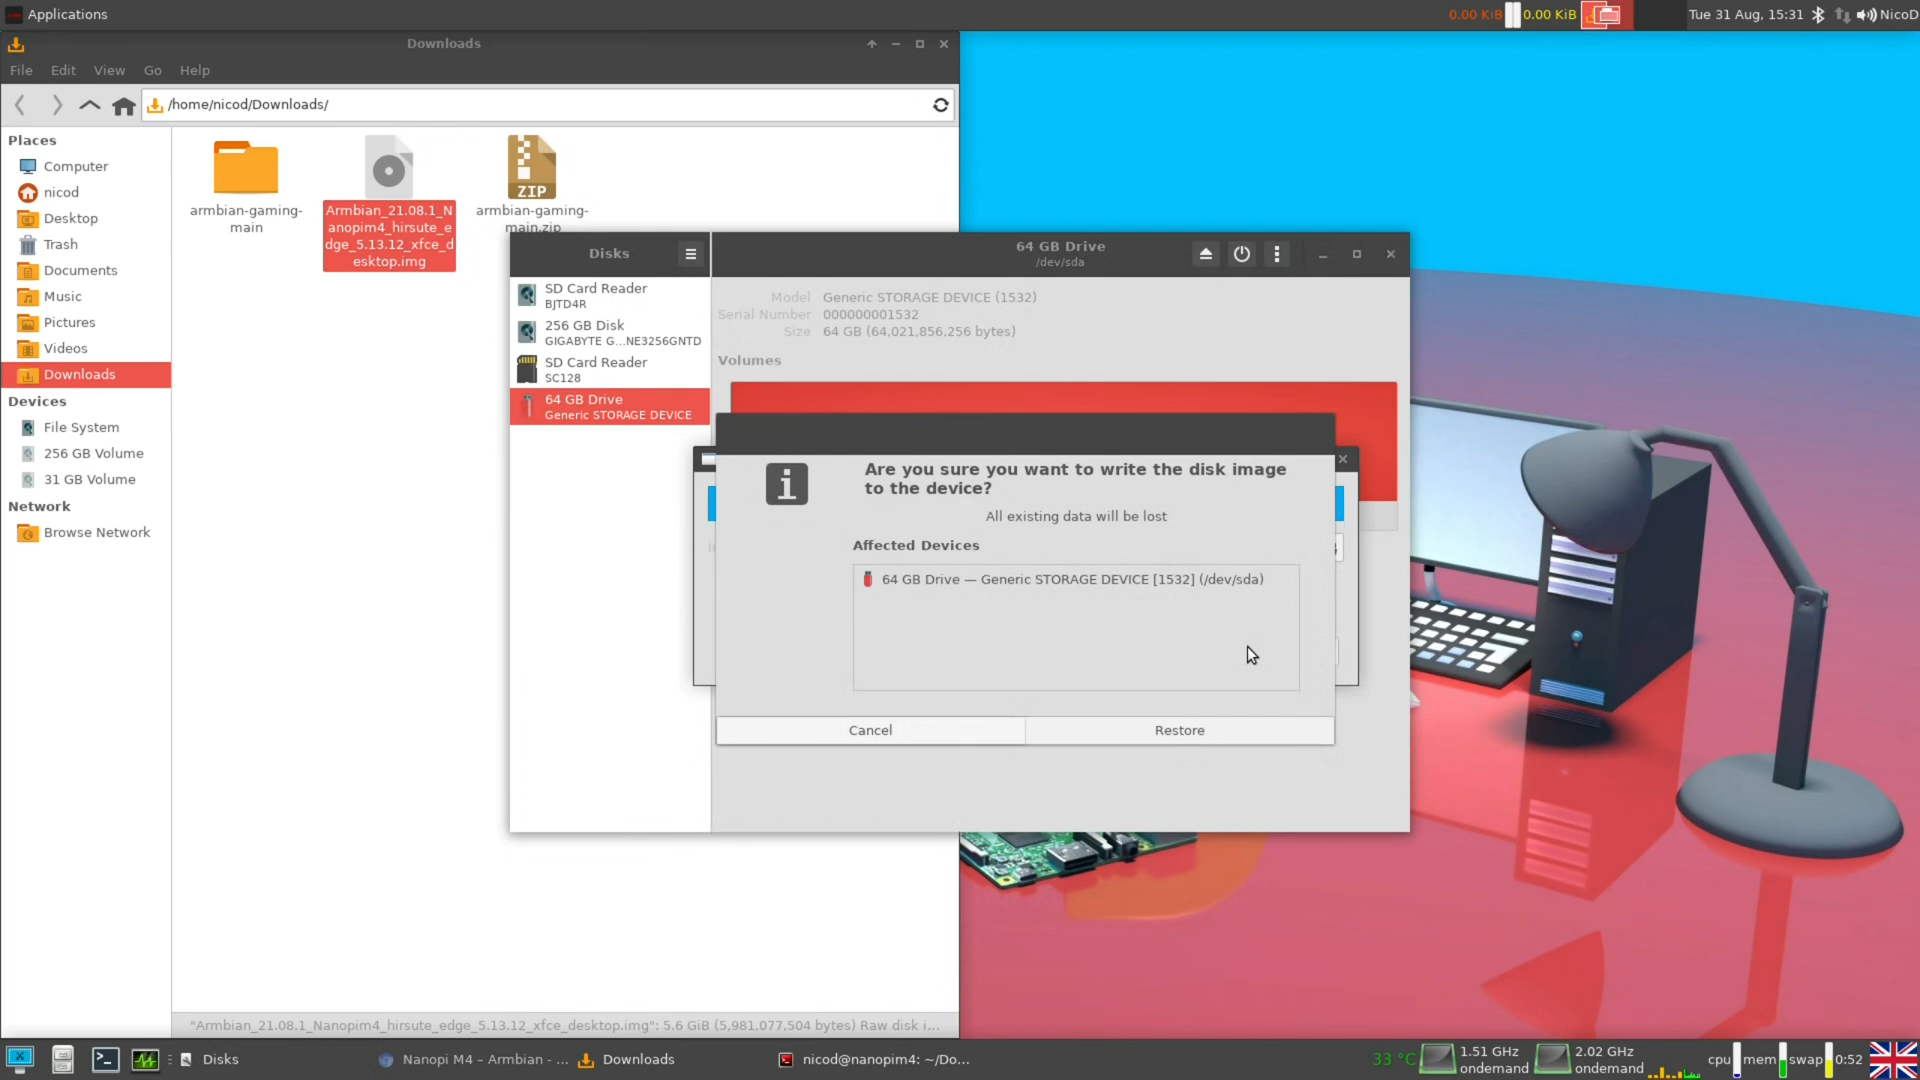 Applications
0.00 KiB
0.00 KiB
Tue 31 Aug, 15:31
NicoD
Downloads
File Edit View Go Help
/home/nicod/Downloads/
Places
Computer
nicod
Desktop
Trash
Documents
Music
Pictures
Videos
Downloads
Devices
File System
256 GB Volume
31 GB Volume
Network
Browse Network
armbian-gaming-
main
Armbian_21.08.1_N
anopim4_hirsute_e
dge_5.13.12_xfce_d
esktop.img
ZIP
armbian-gaming-
main.zip
"Armbian_21.08.1_Nanopim4_hirsute_edge_5.13.12_xfce_desktop.img": 5.6 GiB (5,981,077,504 bytes) Raw disk i...
Disks
64 GB Drive
/dev/sda
SD Card Reader
BJTD4R
256 GB Disk
GIGABYTE G...NE3256GNTD
SD Card Reader
SC128
64 GB Drive
Generic STORAGE DEVICE
Model Generic STORAGE DEVICE (1532)
Serial Number 000000001532
Size 64 GB (64,021,856,256 bytes)
Volumes
Are you sure you want to write the disk image
to the device?
All existing data will be lost
Affected Devices
64 GB Drive — Generic STORAGE DEVICE [1532] (/dev/sda)
Cancel
Restore
Disks
Nanopi M4 – Armbian - ...
Downloads
nicod@nanopim4: ~/Do...
33 °C
1.51 GHz
ondemand
2.02 GHz
ondemand
cpu
mem
swap
0:52